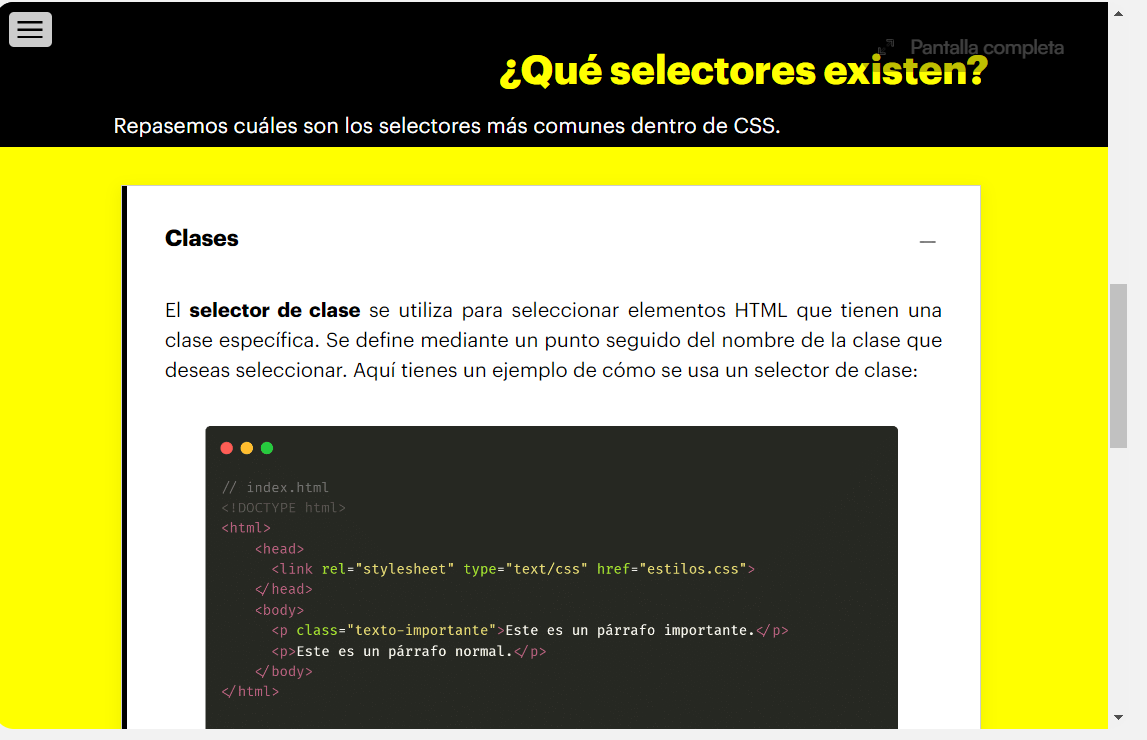 Pantalla completa
¿Qué selectores existen?
Repasemos cuáles son los selectores más comunes dentro de CSS.
Clases
El selector de clase se utiliza para seleccionar elementos HTML que tienen una
clase específica. Se define mediante un punto seguido del nombre de la clase que
deseas seleccionar. Aquí tienes un ejemplo de cómo se usa un selector de clase:
// index.html
<!DOCTYPE html>
<html>
    <head>
      <link rel="stylesheet" type="text/css" href="estilos.css">
    </head>
    <body>
      <p class="texto-importante">Este es un párrafo importante.</p>
      <p>Este es un párrafo normal.</p>
    </body>
</html>